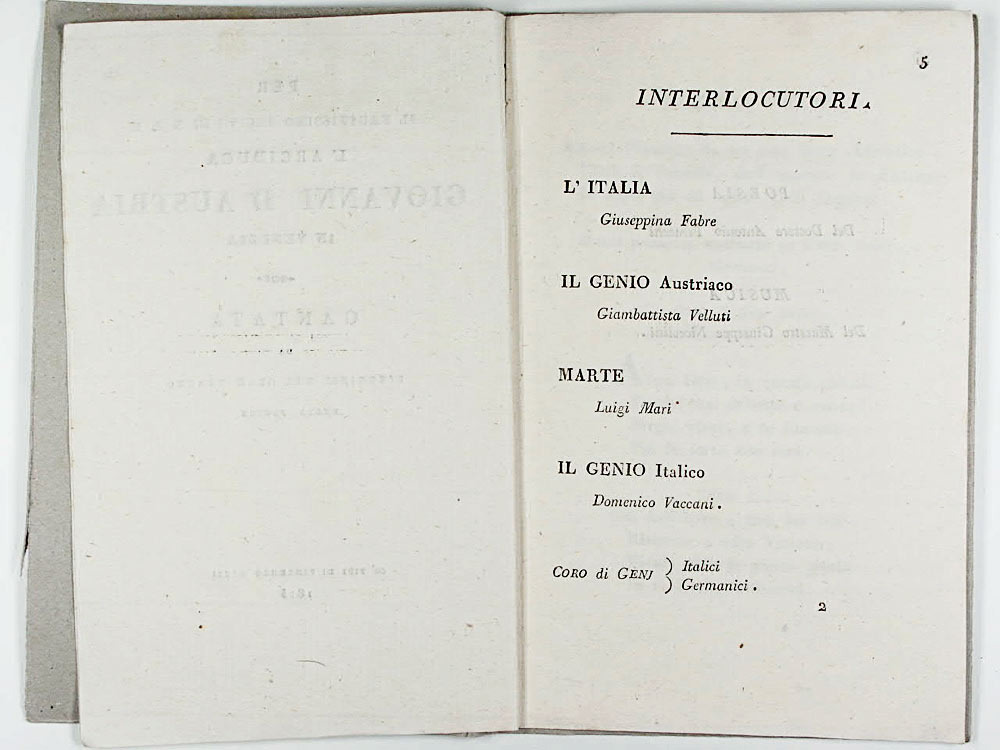 5
INTERLOCUTORI.
L' ITALIA
Giuseppina Fabre
IL GENIO Austriaco
Giambattista Velluti
MARTE
Luigi Mari
IL GENIO Italico
Domenico Vaccani.
CORO di GENJ ) Italici
) Germanici.
2